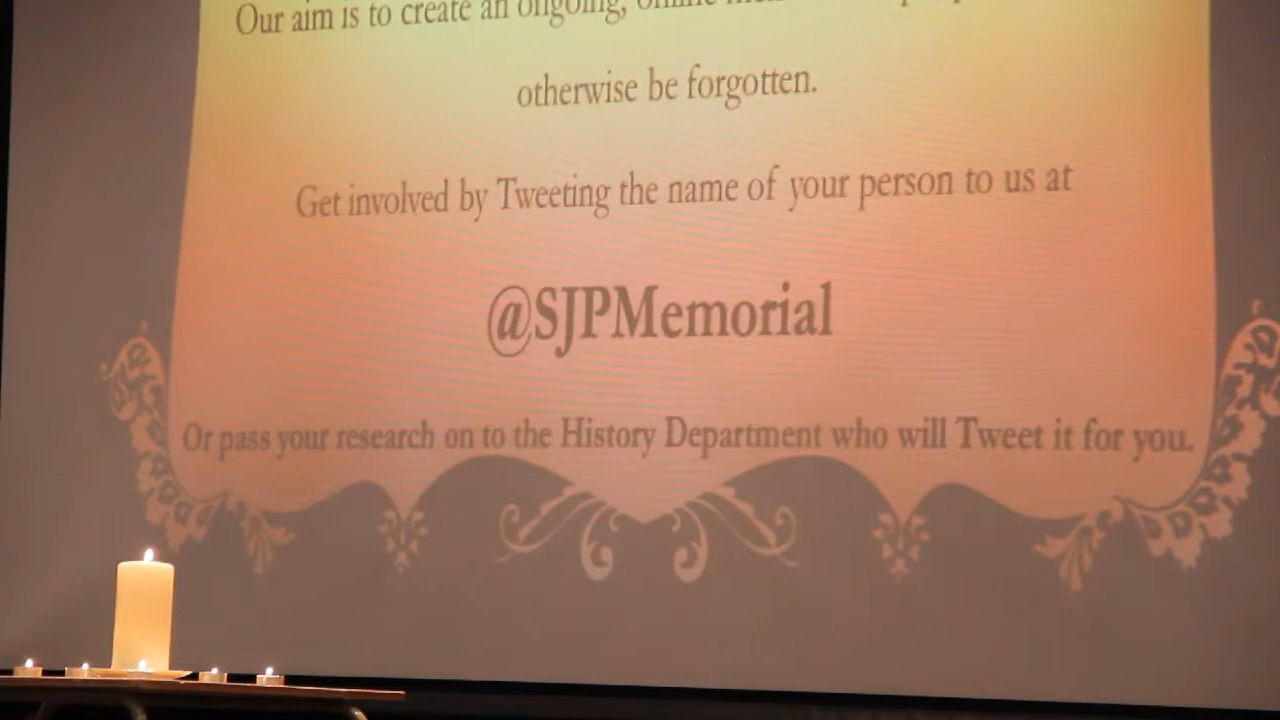 Our aim is to create an ongoing, online
otherwise be forgotten.
Get involved by Tweeting the name of your person to us at
@SJPMemorial
Or pass your research on to the History Department who will Tweet it for you.